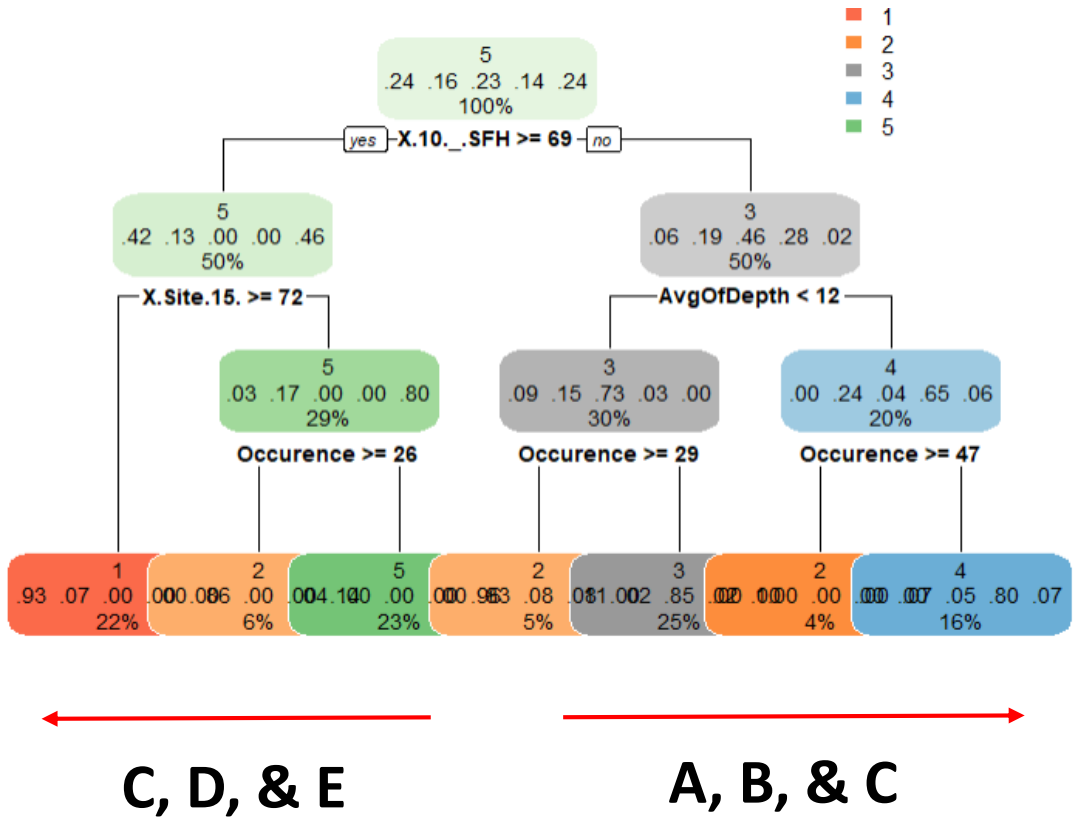 1
2
3
4
5
5
.24 .16 .23 .14 .24
100%
yes X.10._.SFH >= 69 no
5
.42 .13 .00 .00 .46
50%
3
.06 .19 .46 .28 .02
50%
X.Site.15. >= 72
AvgOfDepth < 12
5
.03 .17 .00 .00 .80
29%
3
.09 .15 .73 .03 .00
30%
4
.00 .24 .04 .65 .06
20%
Occurence >= 26
Occurence >= 29
Occurence >= 47
1 2 5 2 3 2 4
.93 .07 .00 .00 .00 .08 .85 .00 .05 .80 .07
22% 6% 23% 5% 25% 4% 16%
C, D, & E
A, B, & C